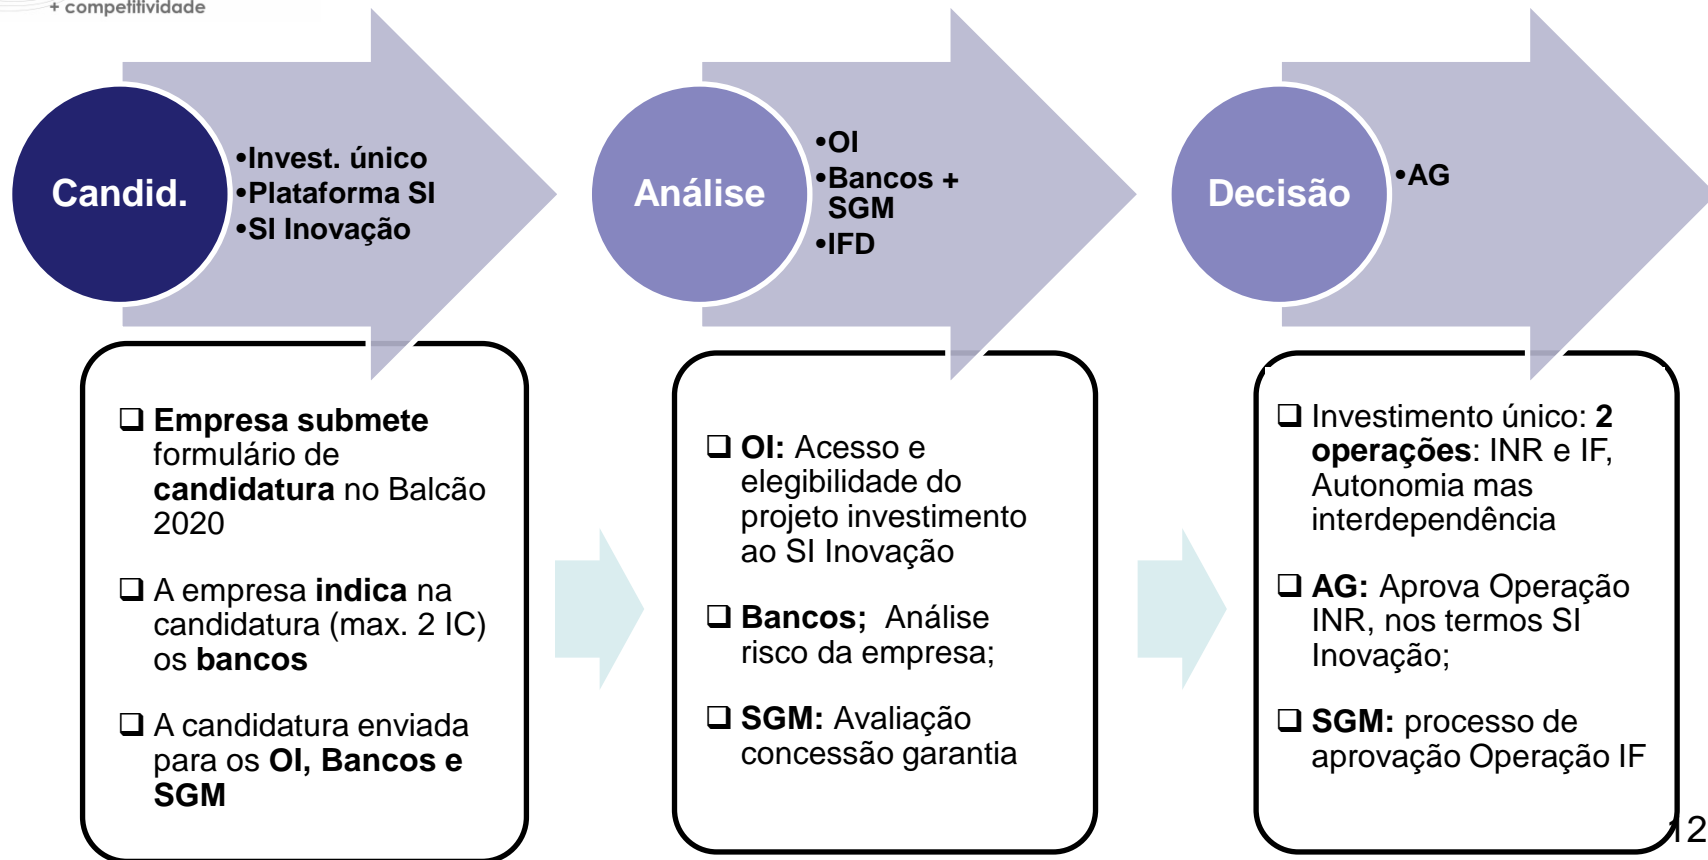 + competitividade
Candid.
•Invest. único
•Plataforma SI
•SI Inovação
Análise
•OI
•Bancos +
SGM
•IFD
Decisão
•AG
❑ Empresa submete
formulário de
candidatura no Balcão
2020
❑ A empresa indica na
candidatura (max. 2 IC)
os bancos
❑ A candidatura enviada
para os OI, Bancos e
SGM
❑ OI: Acesso e
elegibilidade do
projeto investimento
ao SI Inovação
❑ Bancos; Análise
risco da empresa;
❑ SGM: Avaliação
concessão garantia
❑ Investimento único: 2
operações: INR e IF,
Autonomia mas
interdependência
❑ AG: Aprova Operação
INR, nos termos SI
Inovação;
❑ SGM: processo de
aprovação Operação IF
12